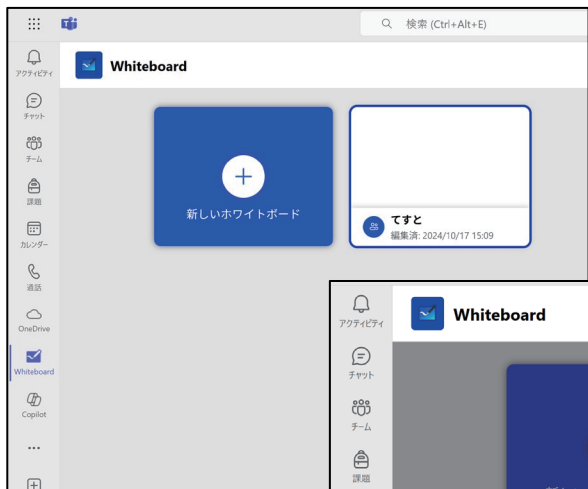 検索 (Ctrl+Alt+E)
Whiteboard
アクティビティ
チャット
チーム
課題
カレンダー
通話
OneDrive
Whiteboard
Copilot
新しいホワイトボード
てすと
編集済: 2024/10/17 15:09
Whiteboard
アクティビティ
チャット
チーム
課題